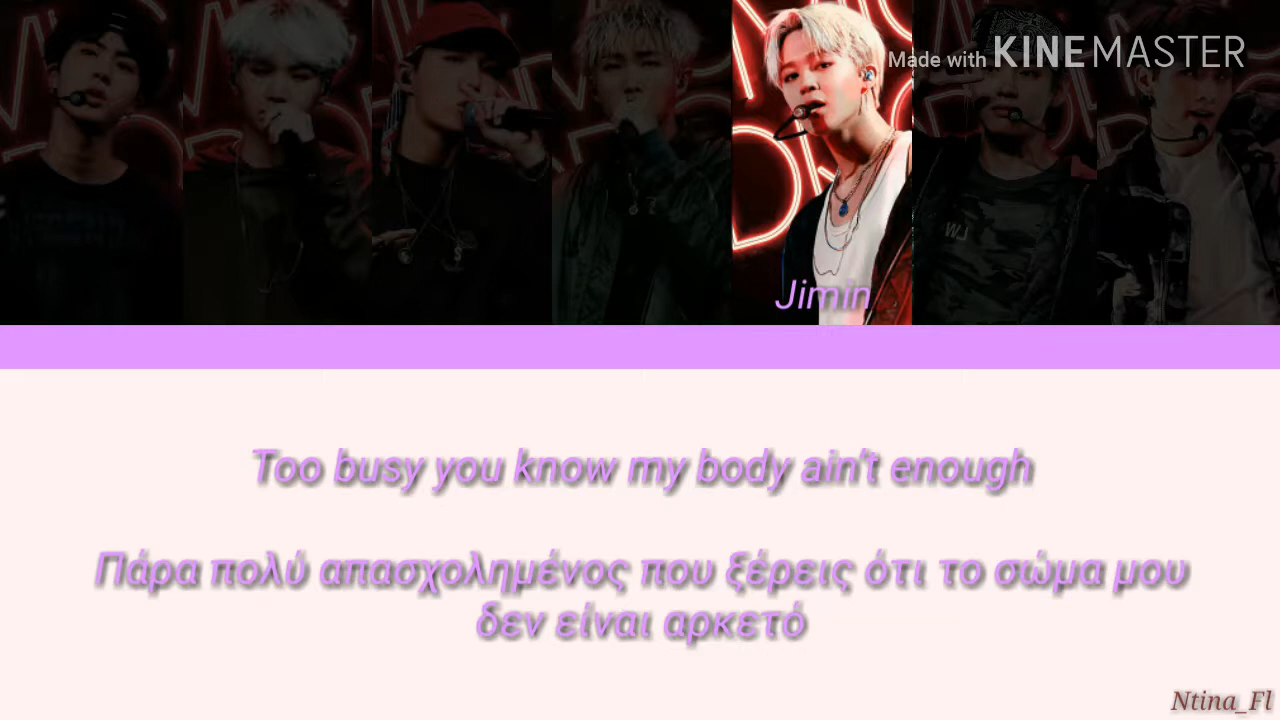 Made with KINEMASTER
Jimin
Too busy you know my body ain't enough
Πάρα πολύ απασχολημένος που ξέρεις ότι το σώμα μου
δεν είναι αρκετό
Ntina_Fl